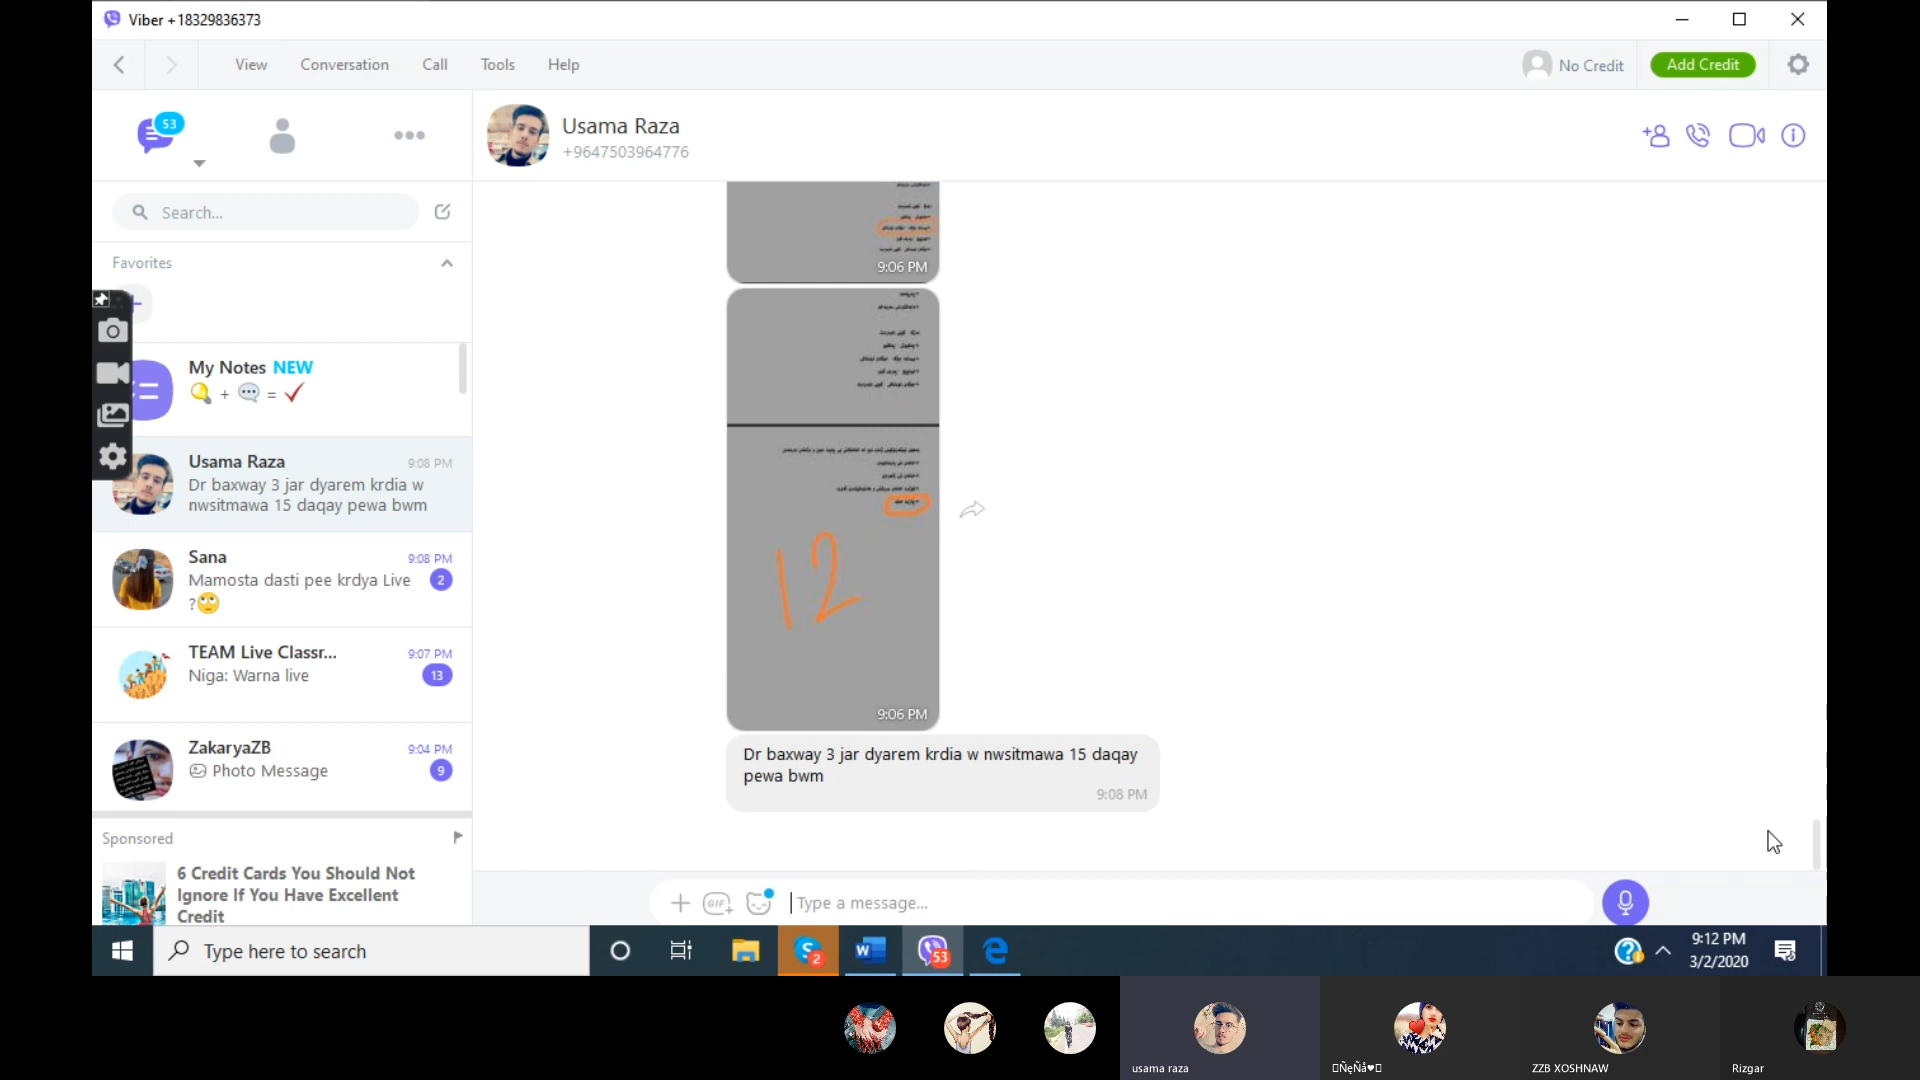 Viber +18329836373
View Conversation Call Tools Help
No Credit
Add Credit
53
Usama Raza
+9647503964776
Search...
Favorites
My Notes NEW
+ =
Usama Raza 9:08 PM
Dr baxway 3 jar dyarem krdia w
nwsitmawa 15 daqay pewa bwm
Sana 9:08 PM
Mamosta dasti pee krdya Live 2
?
TEAM Live Classr... 9:07 PM
Niga: Warna live 13
ZakaryaZB 9:04 PM
Photo Message 9
Sponsored
6 Credit Cards You Should Not
Ignore If You Have Excellent
Credit
9:06 PM
12
9:06 PM
Dr baxway 3 jar dyarem krdia w nwsitmawa 15 daqay
pewa bwm
9:08 PM
GIF
Type a message...
Type here to search
2
53
9:12 PM
3/2/2020
usama raza
ZZB XOSHNAW
Rizgar